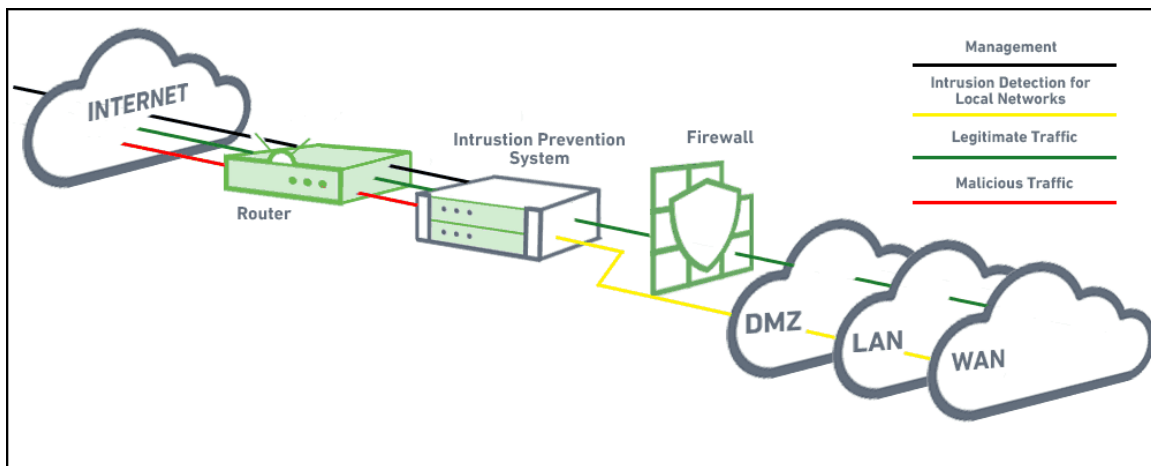 INTERNET
Router
Intrustion Prevention
System
Firewall
DMZ
LAN
WAN
Management
Intrusion Detection for
Local Networks
Legitimate Traffic
Malicious Traffic